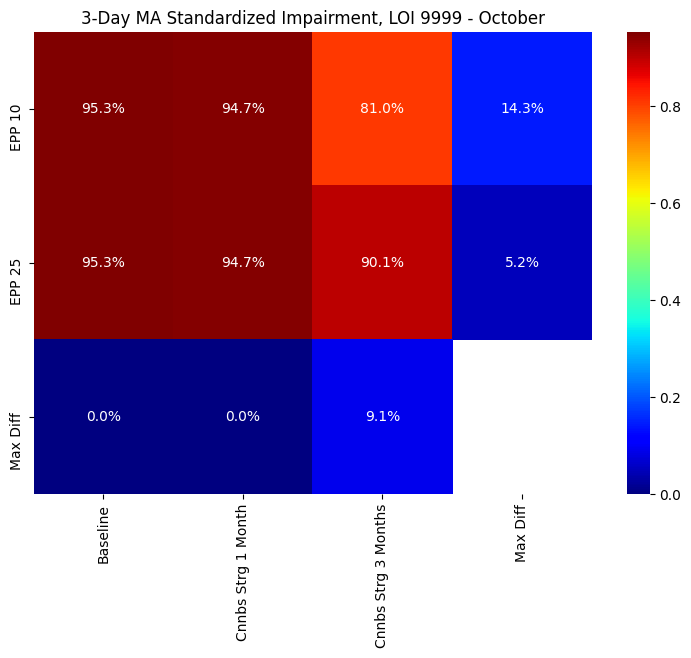 3-Day MA Standardized Impairment, LOI 9999 - October
EPP 10
95.3%
94.7%
81.0%
14.3%
EPP 25
95.3%
94.7%
90.1%
5.2%
Max Diff
0.0%
0.0%
9.1%
Baseline
Cnnbs Strg 1 Month
Cnnbs Strg 3 Months
Max Diff
0.8
0.6
0.4
0.2
0.0